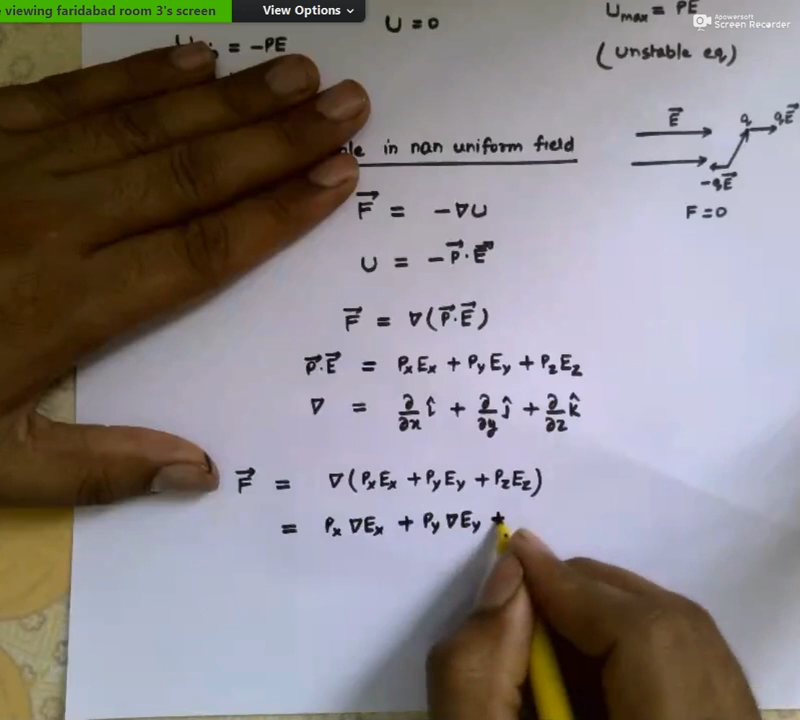 viewing faridabad room 3's screen
View Options
Apowersoft
Screen Recorder
= -PE
U = 0
Umax = PE
(unstable eq)
in nan uniform field
E⃗
q
qE⃗
-qE⃗
F = 0
F⃗ = -∇U
U = -P⃗.E⃗
F⃗ = ∇(P⃗.E⃗)
P⃗.E⃗ = PxEx + PyEy + PzEz
∇ = ∂/∂x î + ∂/∂y ĵ + ∂/∂z k̂
F⃗ = ∇(PxEx + PyEy + PzEz)
= Px∇Ex + Py∇Ey +